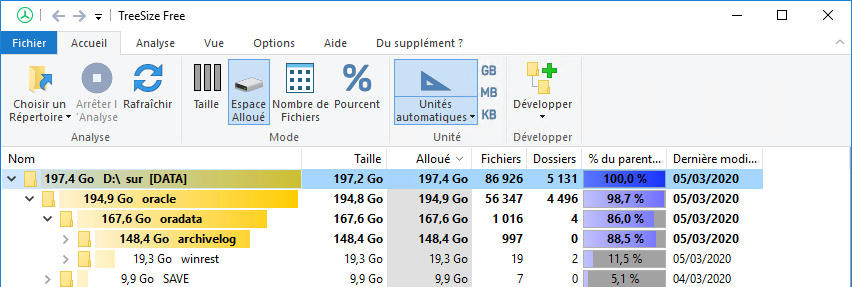 TreeSize Free
Fichier Accueil Analyse Vue Options Aide Du supplément ?
Choisir un Répertoire Arrêter l'Analyse Rafraîchir
Analyse
Taille Espace Alloué Nombre de Fichiers Pourcent
Mode
Unités automatiques GB MB KB
Unité
Développer
Développer
Nom Taille Alloué Fichiers Dossiers % du parent... Dernière modi...
197,4 Go D:\ sur [DATA] 197,2 Go 197,4 Go 86 926 5 131 100,0 % 05/03/2020
194,9 Go oracle 194,8 Go 194,9 Go 56 347 4 496 98,7 % 05/03/2020
167,6 Go oradata 167,6 Go 167,6 Go 1 016 4 86,0 % 05/03/2020
148,4 Go archivelog 148,4 Go 148,4 Go 997 0 88,5 % 05/03/2020
19,3 Go winrest 19,3 Go 19,3 Go 19 2 11,5 % 05/03/2020
9,9 Go SAVE 9,9 Go 9,9 Go 7 0 5,1 % 04/03/2020